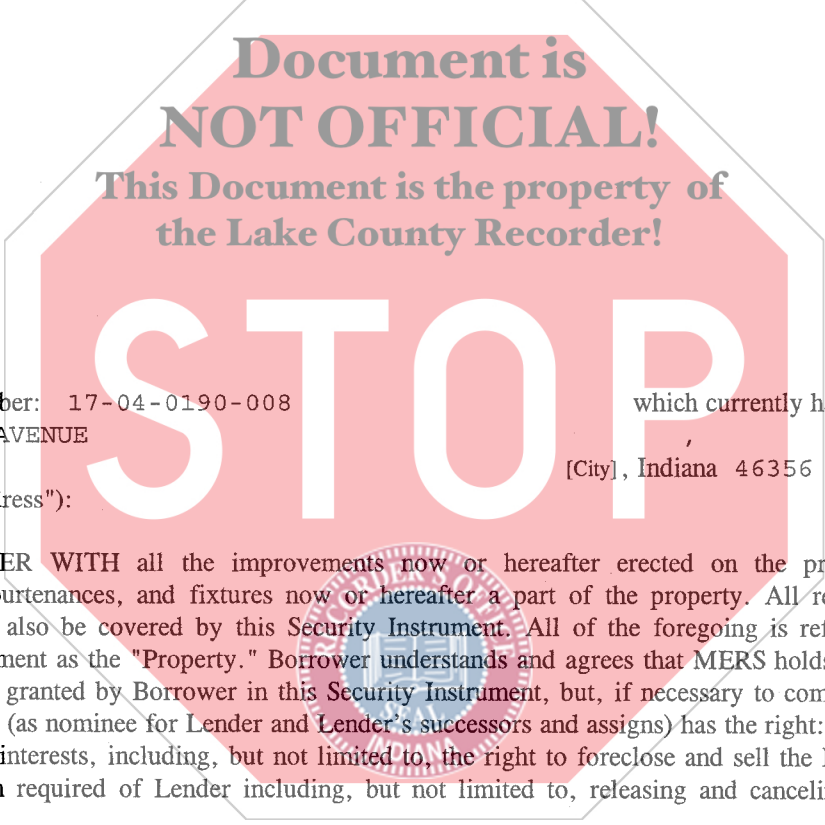 Document is
NOT OFFICIAL!
This Document is the property of
the Lake County Recorder!
STOP
ber: 17-04-0190-008 which currently h
AVENUE ,
[City], Indiana 46356
ress"):
ER WITH all the improvements now or hereafter erected on the pr
urtenances, and fixtures now or hereafter a part of the property. All re
also be covered by this Security Instrument. All of the foregoing is ref
ment as the "Property." Borrower understands and agrees that MERS holds
granted by Borrower in this Security Instrument, but, if necessary to com
(as nominee for Lender and Lender's successors and assigns) has the right:
interests, including, but not limited to, the right to foreclose and sell the
n required of Lender including, but not limited to, releasing and canceli
RECORDER'S OFFICE
SEAL
INDIANA